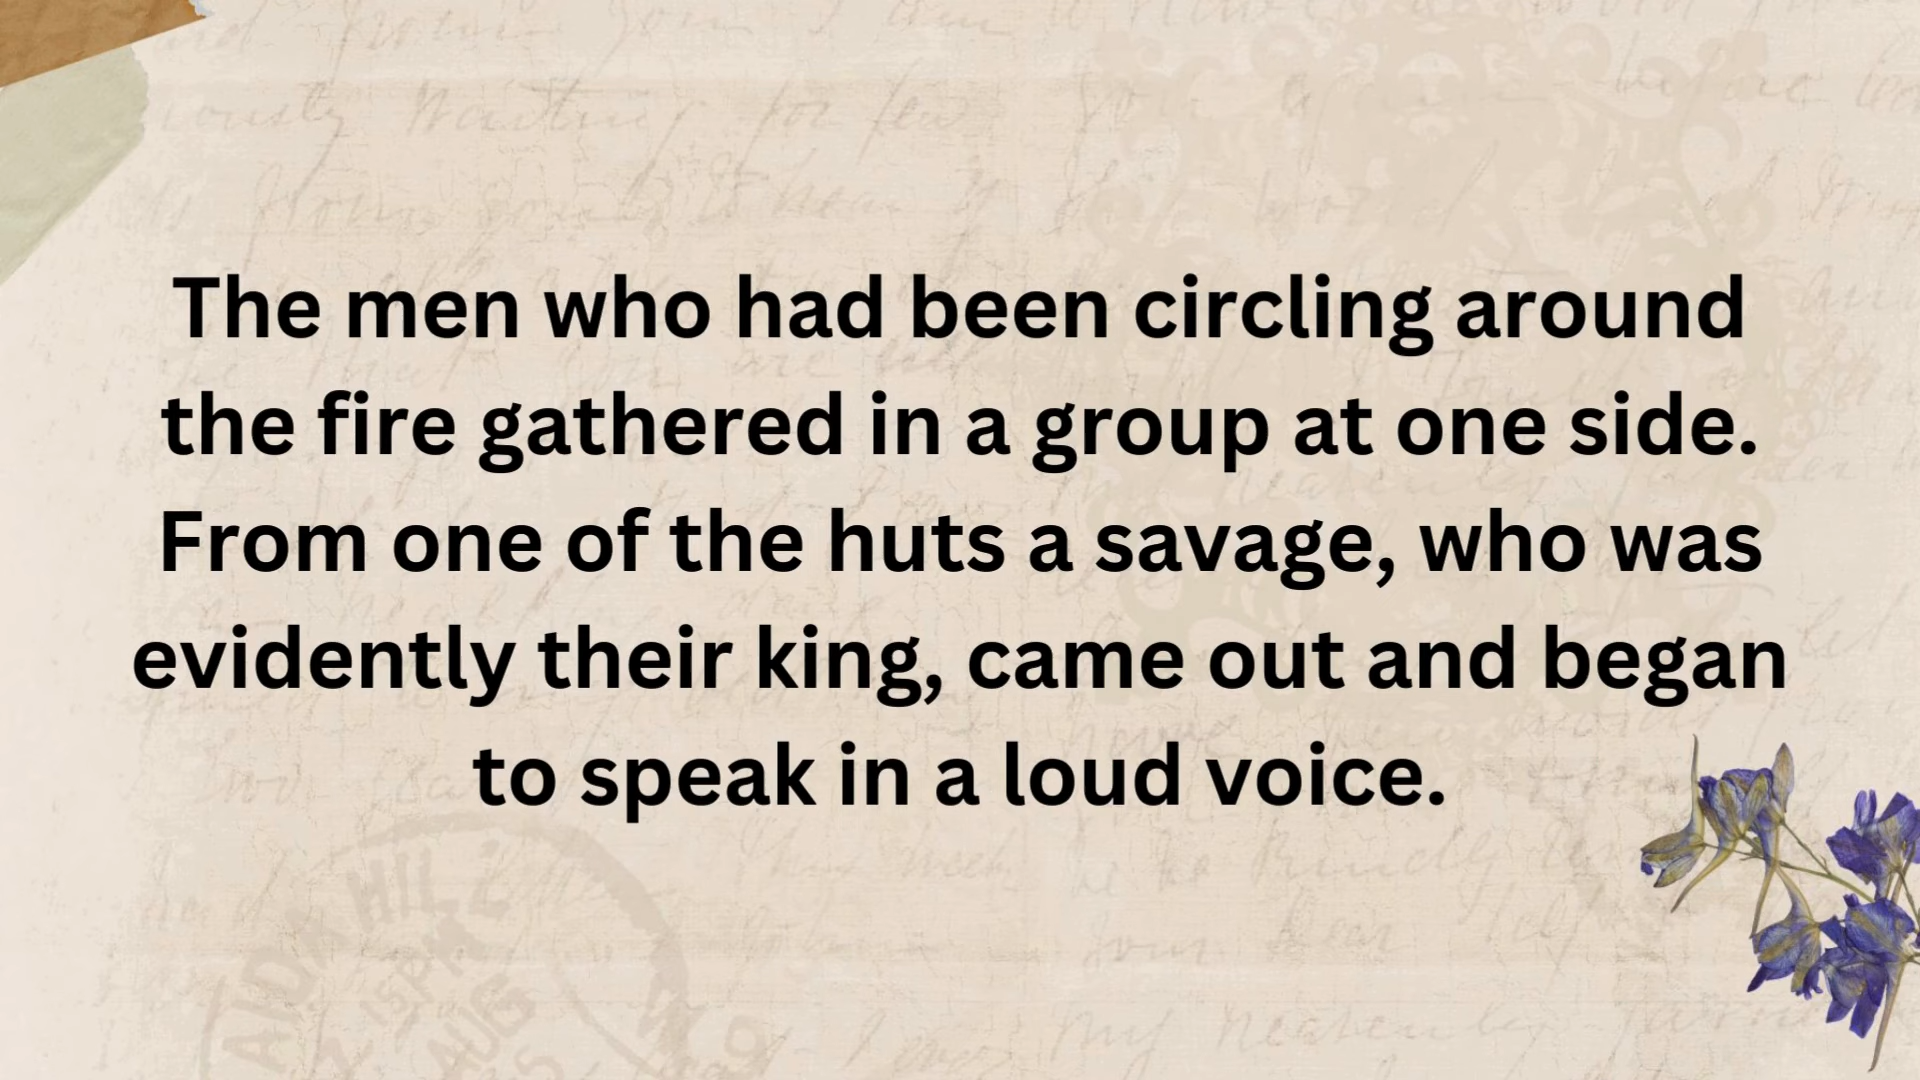 The men who had been circling around
the fire gathered in a group at one side.
From one of the huts a savage, who was
evidently their king, came out and began
to speak in a loud voice.